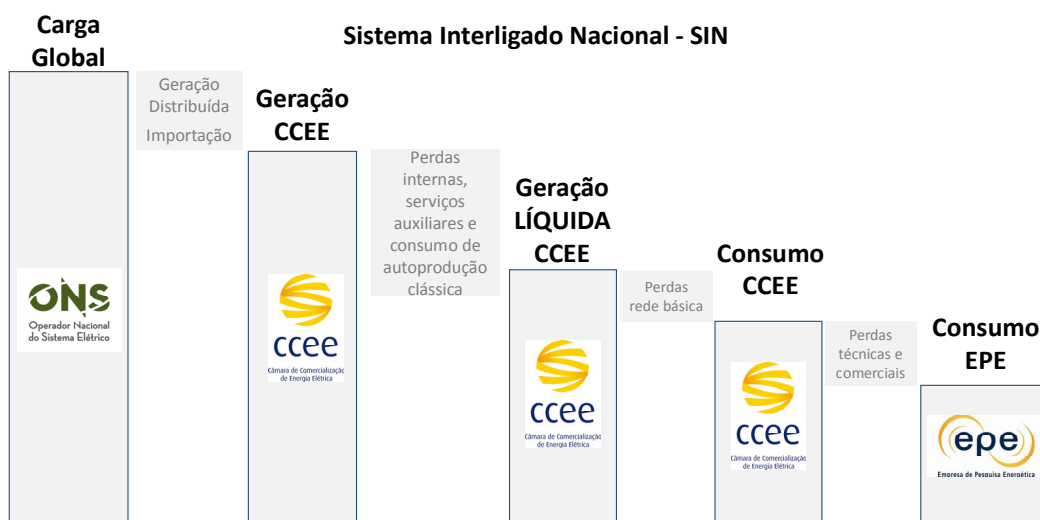 Carga
Global
Sistema Interligado Nacional - SIN
Geração
Distribuída
Importação
Geração
CCEE
Perdas
internas,
serviços
auxiliares e
consumo de
autoprodução
clássica
Geração
LÍQUIDA
CCEE
Perdas
rede básica
Consumo
CCEE
Perdas
técnicas e
comerciais
Consumo
EPE
ONS
Operador Nacional
do Sistema Elétrico
ccee
Câmara de Comercialização
de Energia Elétrica
ccee
Câmara de Comercialização
de Energia Elétrica
ccee
Câmara de Comercialização
de Energia Elétrica
epe
Empresa de Pesquisa Energética